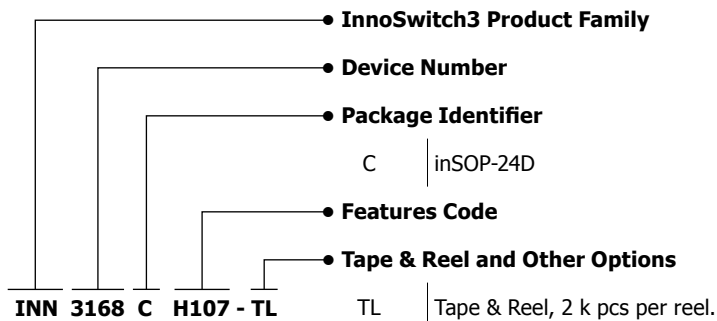 InnoSwitch3 Product Family
Device Number
Package Identifier
C inSOP-24D
Features Code
Tape & Reel and Other Options
INN 3168 C H107 - TL TL Tape & Reel, 2 k pcs per reel.